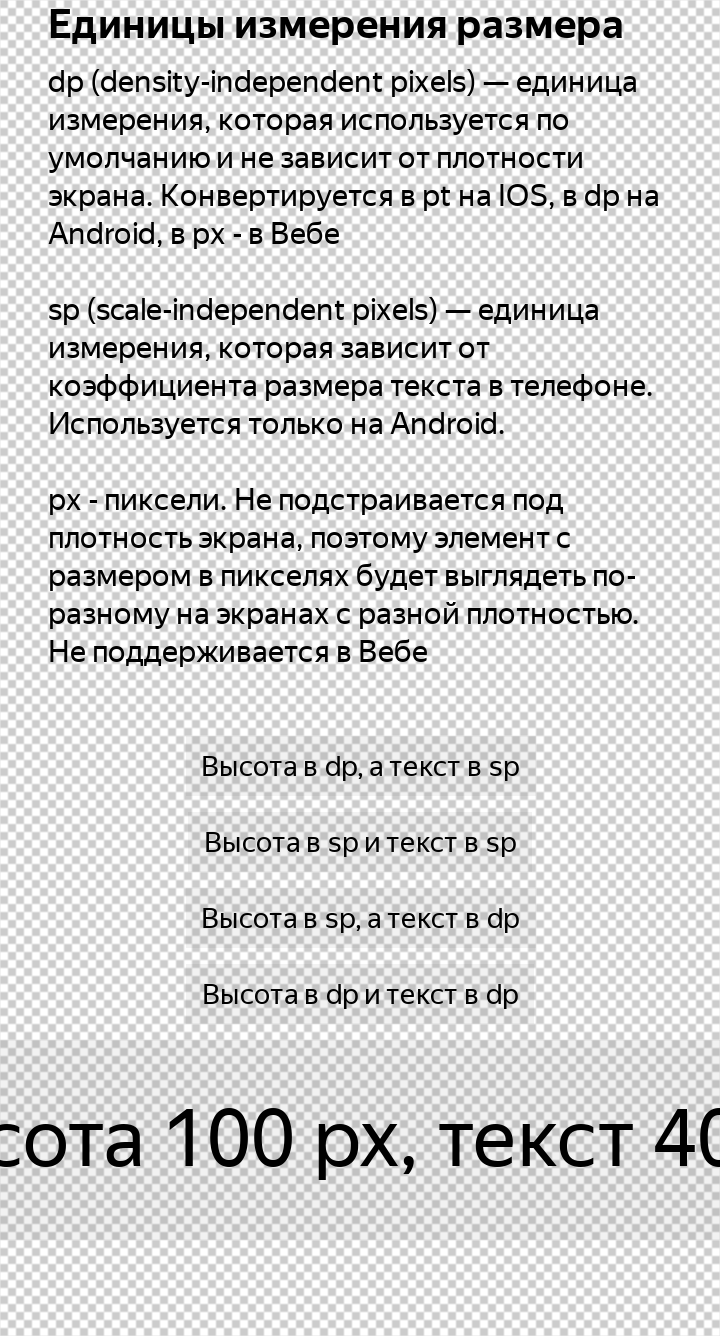 Единицы измерения размера
dp (density-independent pixels) — единица
измерения, которая используется по
умолчанию и не зависит от плотности
экрана. Конвертируется в pt на IOS, в dp на
Android, в px - в Вебе
sp (scale-independent pixels) — единица
измерения, которая зависит от
коэффициента размера текста в телефоне.
Используется только на Android.
px - пиксели. Не подстраивается под
плотность экрана, поэтому элемент с
размером в пикселях будет выглядеть по-
разному на экранах с разной плотностью.
Не поддерживается в Вебе
Высота в dp, а текст в sp
Высота в sp и текст в sp
Высота в sp, а текст в dp
Высота в dp и текст в dp
сота 100 px, текст 40